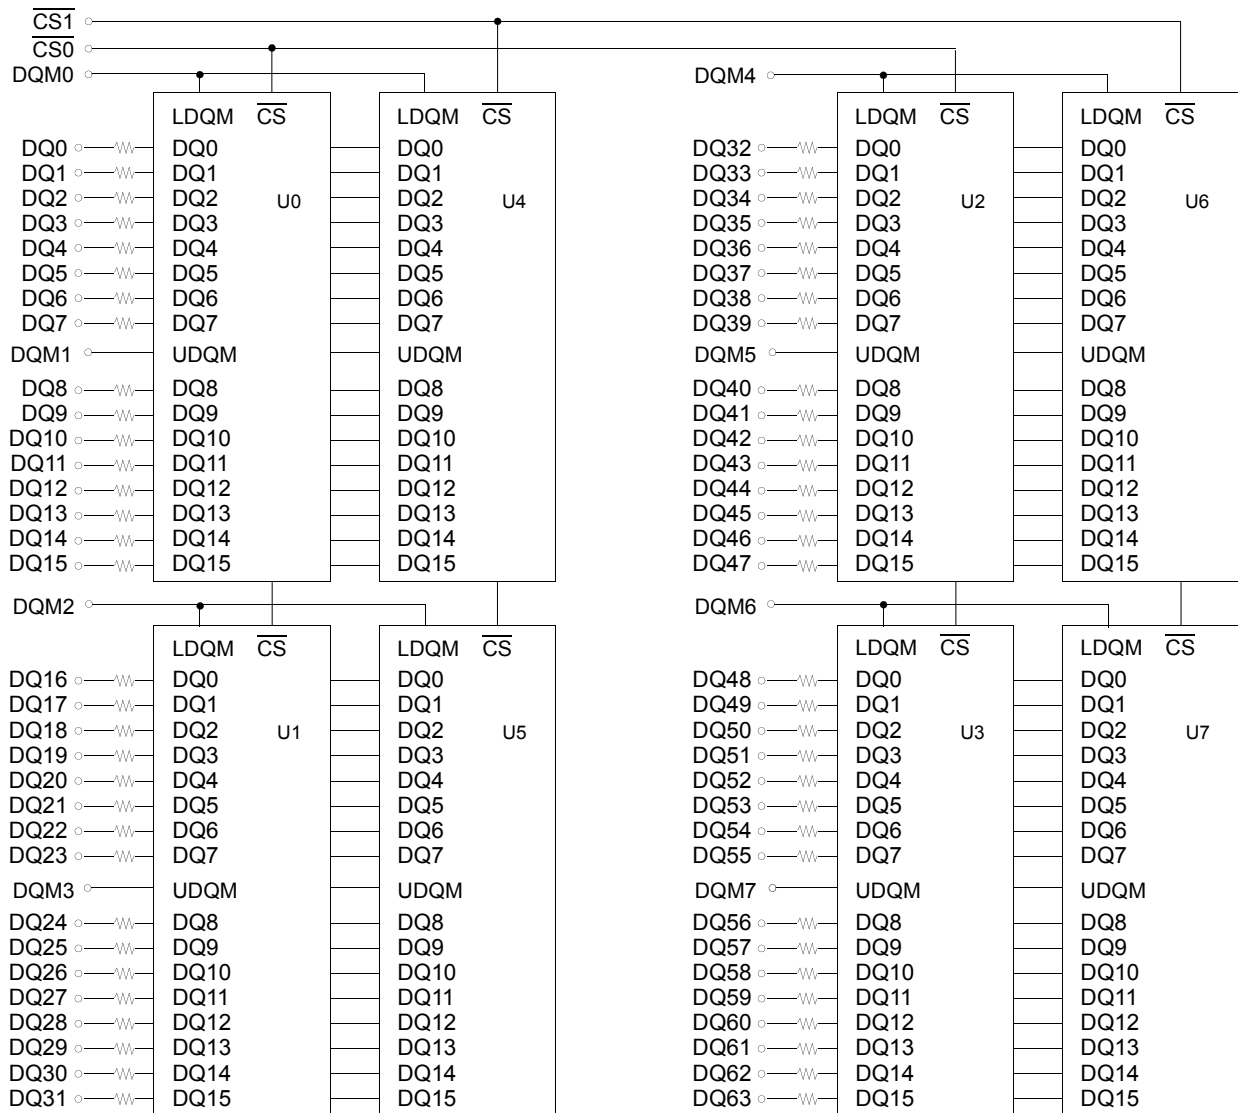 CS1
CS0
DQM0 DQM4
LDQM CS LDQM CS LDQM CS LDQM CS
DQ0 DQ0 DQ0 DQ32 DQ0 DQ0
DQ1 DQ1 DQ1 DQ33 DQ1 DQ1
DQ2 DQ2 U0 DQ2 U4 DQ34 DQ2 U2 DQ2 U6
DQ3 DQ3 DQ3 DQ35 DQ3 DQ3
DQ4 DQ4 DQ4 DQ36 DQ4 DQ4
DQ5 DQ5 DQ5 DQ37 DQ5 DQ5
DQ6 DQ6 DQ6 DQ38 DQ6 DQ6
DQ7 DQ7 DQ7 DQ39 DQ7 DQ7
DQM1 UDQM UDQM DQM5 UDQM UDQM
DQ8 DQ8 DQ8 DQ40 DQ8 DQ8
DQ9 DQ9 DQ9 DQ41 DQ9 DQ9
DQ10 DQ10 DQ10 DQ42 DQ10 DQ10
DQ11 DQ11 DQ11 DQ43 DQ11 DQ11
DQ12 DQ12 DQ12 DQ44 DQ12 DQ12
DQ13 DQ13 DQ13 DQ45 DQ13 DQ13
DQ14 DQ14 DQ14 DQ46 DQ14 DQ14
DQ15 DQ15 DQ15 DQ47 DQ15 DQ15
DQM2 DQM6
LDQM CS LDQM CS LDQM CS LDQM CS
DQ16 DQ0 DQ0 DQ48 DQ0 DQ0
DQ17 DQ1 DQ1 DQ49 DQ1 DQ1
DQ18 DQ2 U1 DQ2 U5 DQ50 DQ2 U3 DQ2 U7
DQ19 DQ3 DQ3 DQ51 DQ3 DQ3
DQ20 DQ4 DQ4 DQ52 DQ4 DQ4
DQ21 DQ5 DQ5 DQ53 DQ5 DQ5
DQ22 DQ6 DQ6 DQ54 DQ6 DQ6
DQ23 DQ7 DQ7 DQ55 DQ7 DQ7
DQM3 UDQM UDQM DQM7 UDQM UDQM
DQ24 DQ8 DQ8 DQ56 DQ8 DQ8
DQ25 DQ9 DQ9 DQ57 DQ9 DQ9
DQ26 DQ10 DQ10 DQ58 DQ10 DQ10
DQ27 DQ11 DQ11 DQ59 DQ11 DQ11
DQ28 DQ12 DQ12 DQ60 DQ12 DQ12
DQ29 DQ13 DQ13 DQ61 DQ13 DQ13
DQ30 DQ14 DQ14 DQ62 DQ14 DQ14
DQ31 DQ15 DQ15 DQ63 DQ15 DQ15